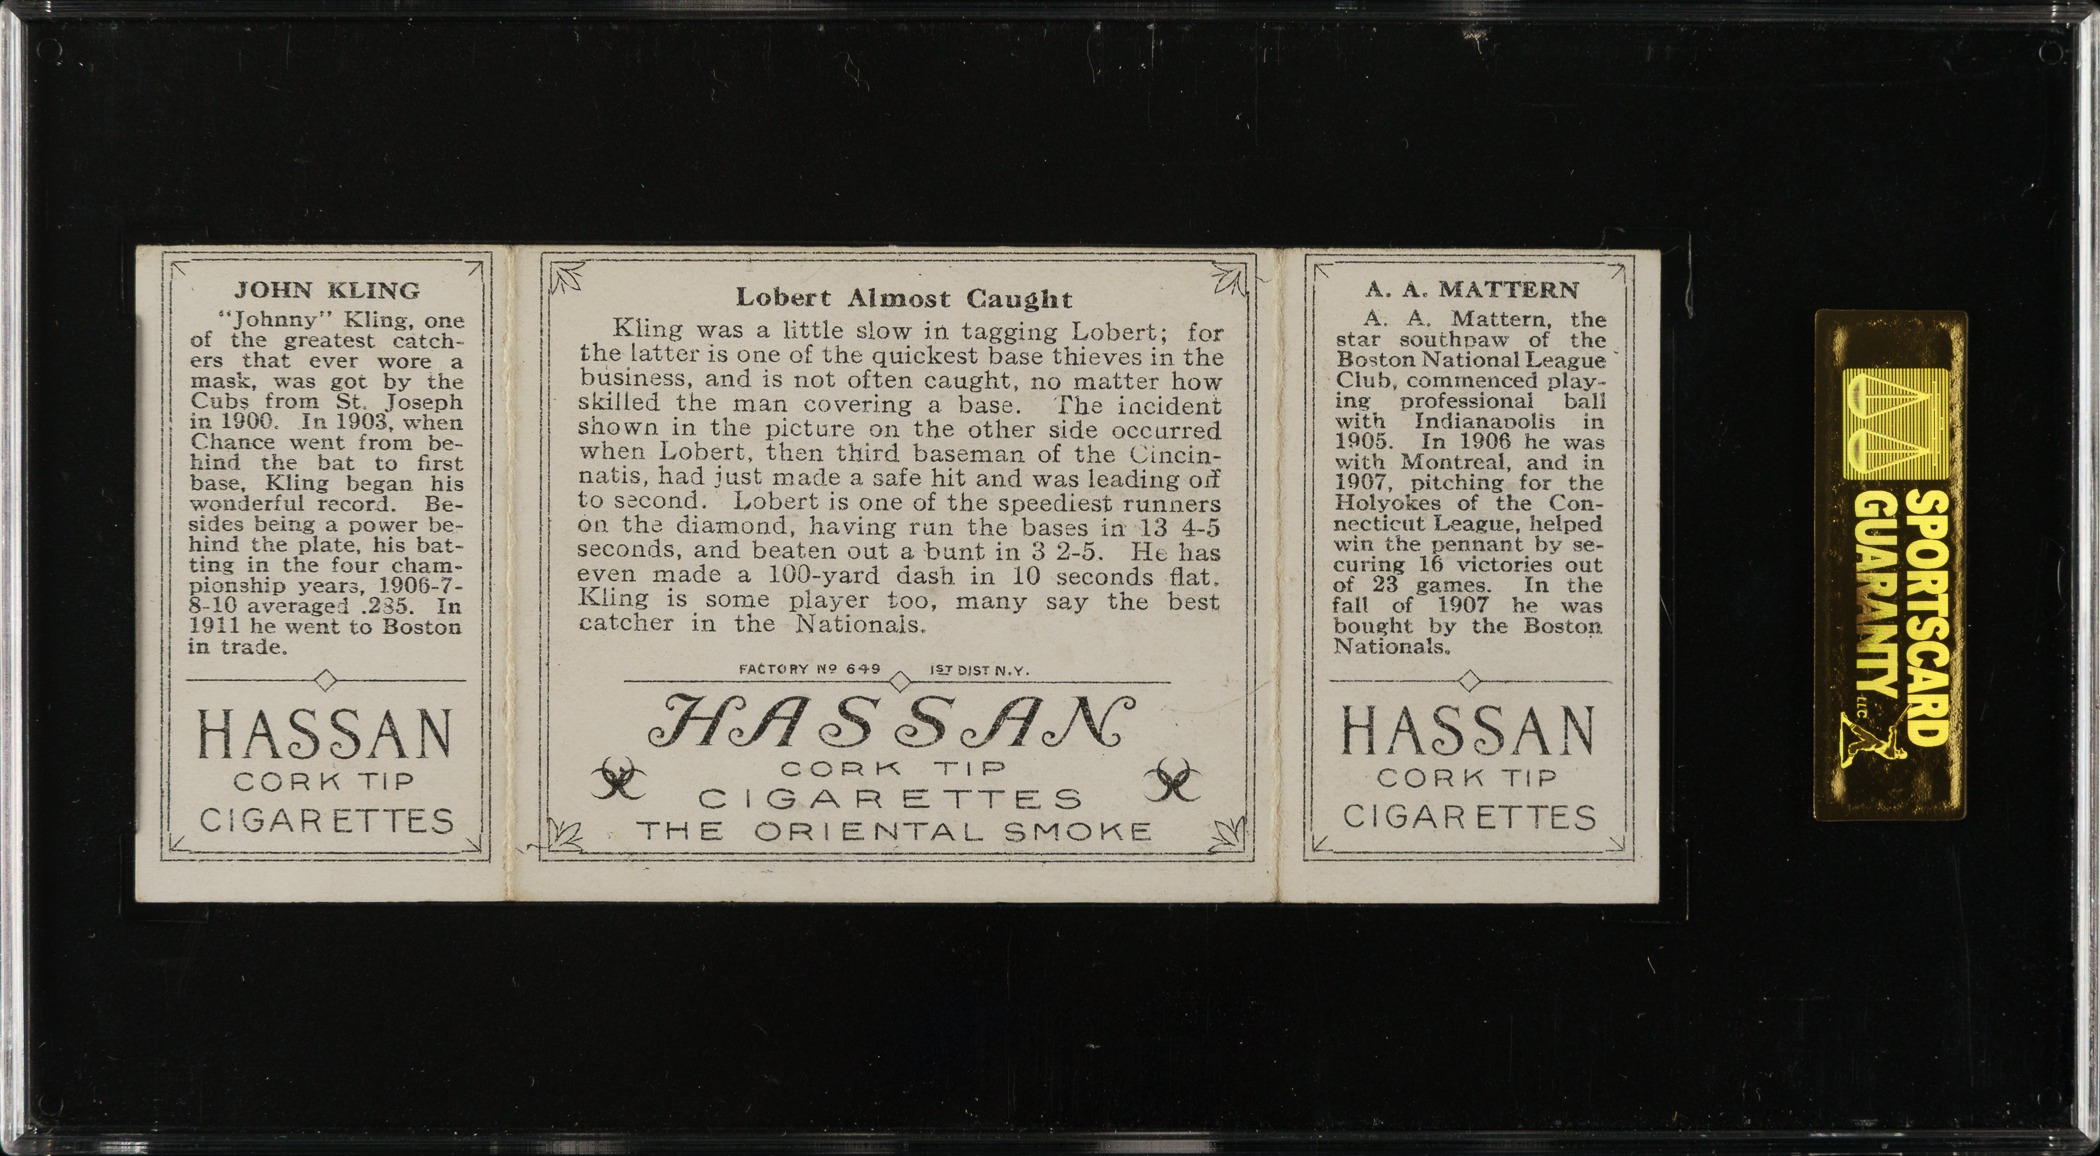 JOHN KLING
"Johnny" Kling, one
of the greatest catch-
ers that ever wore a
mask, was got by the
Cubs from St. Joseph
in 1900. In 1903, when
Chance went from be-
hind the bat to first
base, Kling began his
wonderful record. Be-
sides being a power be-
hind the plate, his bat-
ting in the four cham-
pionship years, 1906-7-
8-10 averaged .285. In
1911 he went to Boston
in trade.
HASSAN
CORK TIP
CIGARETTES
Lobert Almost Caught
Kling was a little slow in tagging Lobert; for
the latter is one of the quickest base thieves in the
business, and is not often caught, no matter how
skilled the man covering a base. The incident
shown in the picture on the other side occurred
when Lobert, then third baseman of the Cincin-
natis, had just made a safe hit and was leading off
to second. Lobert is one of the speediest runners
on the diamond, having run the bases in 13 4-5
seconds, and beaten out a bunt in 3 2-5. He has
even made a 100-yard dash in 10 seconds flat.
Kling is some player too, many say the best
catcher in the Nationals.
FACTORY Nº 649 1ST DIST N.Y.
HASSAN
CORK TIP
CIGARETTES
THE ORIENTAL SMOKE
A. A. MATTERN
A. A. Mattern, the
star southpaw of the
Boston National League
Club, commenced play-
ing professional ball
with Indianapolis in
1905. In 1906 he was
with Montreal, and in
1907, pitching for the
Holyokes of the Con-
necticut League, helped
win the pennant by se-
curing 16 victories out
of 23 games. In the
fall of 1907 he was
bought by the Boston
Nationals.
HASSAN
CORK TIP
CIGARETTES
SPORTSCARD
GUARANTY LLC